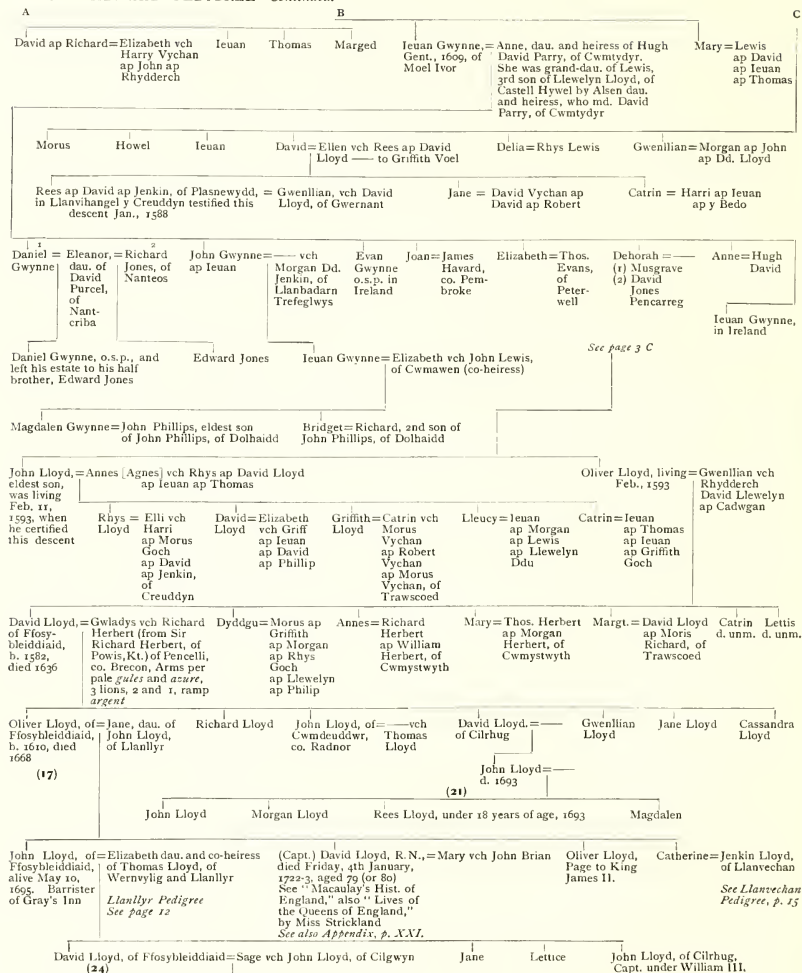 A B C
David ap Richard=Elizabeth vch
Harry Vychan
ap John ap
Rhydderch
Ieuan
Thomas
Marged
Ieuan Gwynne,=Anne, dau. and heiress of Hugh
Gent., 1609, of
Moel Ivor
David Parry, of Cwmtydyr.
She was grand-dau. of Lewis,
3rd son of Llewelyn Lloyd, of
Castell Hywel by Alsen dau.
and heiress, who md. David
Parry, of Cwmtydyr
Mary=Lewis
ap David
ap Ieuan
ap Thomas
Morus
Howel
Ieuan
David=Ellen vch Rees ap David
Lloyd —— to Griffith Voel
Delia=Rhys Lewis
Gwenllian=Morgan ap John
ap Dd. Lloyd
Rees ap David ap Jenkin, of Plasnewydd, = Gwenllian, vch David
in Llanvihangel y Creuddyn testified this
descent Jan., 1588
Lloyd, of Gwernant
Jane = David Vychan ap
David ap Robert
Catrin = Harri ap Ieuan
ap y Bedo
1 2
Daniel = Eleanor, = Richard
Gwynne
dau. of
David
Purcel,
of
Nant-
criba
Jones, of
Nanteos
John Gwynne=—— vch
ap Ieuan
Morgan Dd.
Jenkin, of
Llanbadarn
Trefeglwys
Evan
Gwynne
o.s.p. in
Ireland
Joan=James
Havard,
co. Pem-
broke
Elizabeth=Thos.
Evans,
of
Peter-
well
Dehorah =——
(1) Musgrave
(2) David
Jones
Pencarreg
Anne=Hugh
David
Ieuan Gwynne,
in Ireland
Daniel Gwynne, o.s.p., and
left his estate to his half
brother, Edward Jones
Edward Jones
Ieuan Gwynne=Elizabeth vch John Lewis,
of Cwmawen (co-heiress)
See page 3 C
Magdalen Gwynne=John Phillips, eldest son
of John Phillips, of Dolhaidd
Bridget=Richard, 2nd son of
John Phillips, of Dolhaidd
John Lloyd,=Annes [Agnes] vch Rhys ap David Lloyd
ap Ieuan ap Thomas
eldest son,
was living
Feb. 11,
1593, when
he certified
this descent
Oliver Lloyd, living=Gwenllian vch
Feb., 1593
Rhydderch
David Llewelyn
ap Cadwgan
Rhys = Elli vch
Lloyd
Harri
ap Morus
Goch
ap David
ap Jenkin,
of
Creuddyn
David=Elizabeth
Lloyd
vch Griff
ap Ieuan
ap David
ap Phillip
Griffith=Catrin vch
Lloyd
Morus
Vychan
ap Robert
Vychan
ap Morus
Vychan, of
Trawscoed
Lleucy=Ieuan
ap Morgan
ap Lewis
ap Llewelyn
Ddu
Catrin=Ieuan
ap Thomas
ap Ieuan
ap Griffith
Goch
David Lloyd,=Gwladys vch Richard
of Ffosy-
bleiddiaid,
b. 1582,
died 1636
Herbert (from Sir
Richard Herbert, of
Powis, Kt.) of Pencelli,
co. Brecon, Arms per
pale gules and azure,
3 lions, 2 and 1, ramp
argent
Dyddgu=Morus ap
Griffith
ap Morgan
ap Rhys
Goch
ap Llewelyn
ap Philip
Annes=Richard
Herbert
ap William
Herbert, of
Cwmystwyth
Mary=Thos. Herbert
ap Morgan
Herbert, of
Cwmystwyth
Margt.=David Lloyd
ap Moris
Richard, of
Trawscoed
Catrin
d. unm.
Lettis
d. unm.
Oliver Lloyd, of=Jane, dau. of
Ffosybleiddiaid,
b. 1610, died
1668
(17)
John Lloyd,
of Llanllyr
Richard Lloyd
John Lloyd, of=——vch
Cwmdeuddwr,
co. Radnor
Thomas
Lloyd
David Lloyd.=——
of Cilrhug
Gwenllian
Lloyd
Jane Lloyd
Cassandra
Lloyd
John Lloyd=——
d. 1693
(21)
John Lloyd
Morgan Lloyd
Rees Lloyd, under 18 years of age, 1693
Magdalen
John Lloyd, of=Elizabeth dau. and co-heiress
Ffosybleiddiaid,
alive May 10,
1695. Barrister
of Gray's Inn
of Thomas Lloyd, of
Wernvylig and Llanllyr
Llanllyr Pedigree
See page 12
(Capt.) David Lloyd, R.N.,=Mary vch John Brian
died Friday, 4th January,
1722-3, aged 79 (or 80)
See "Macaulay's Hist. of
England," also "Lives of
the Queens of England,"
by Miss Strickland
See also Appendix, p. XXI.
Oliver Lloyd,
Page to King
James II.
Catherine=Jenkin Lloyd,
of Llanvechan
See Llanvechan
Pedigree, p. 15
David Lloyd, of Ffosybleiddiaid=Sage vch John Lloyd, of Cilgwyn
(24)
Jane
Lettice
John Lloyd, of Cilrhug,
Capt. under William III.